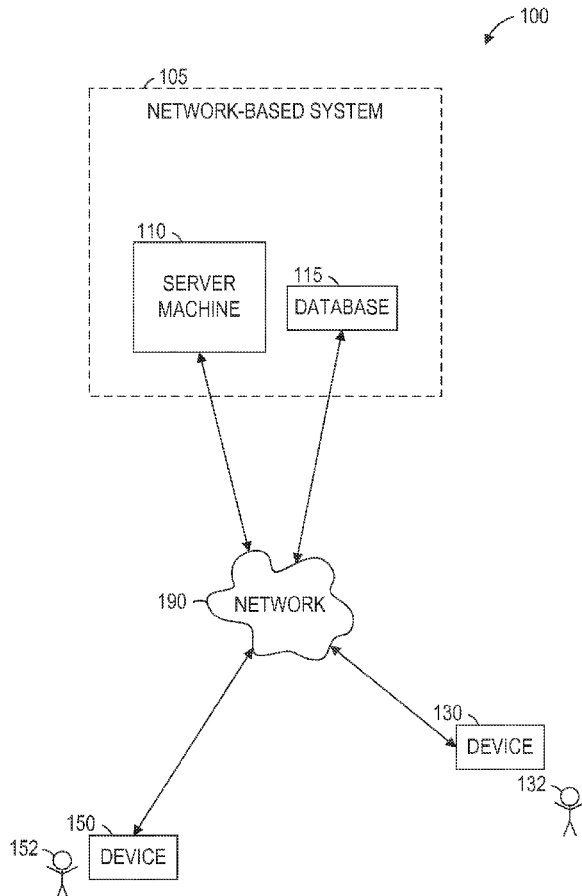 100
105
NETWORK-BASED SYSTEM
110
SERVER
MACHINE
115
DATABASE
190
NETWORK
130
DEVICE
132
150
DEVICE
152